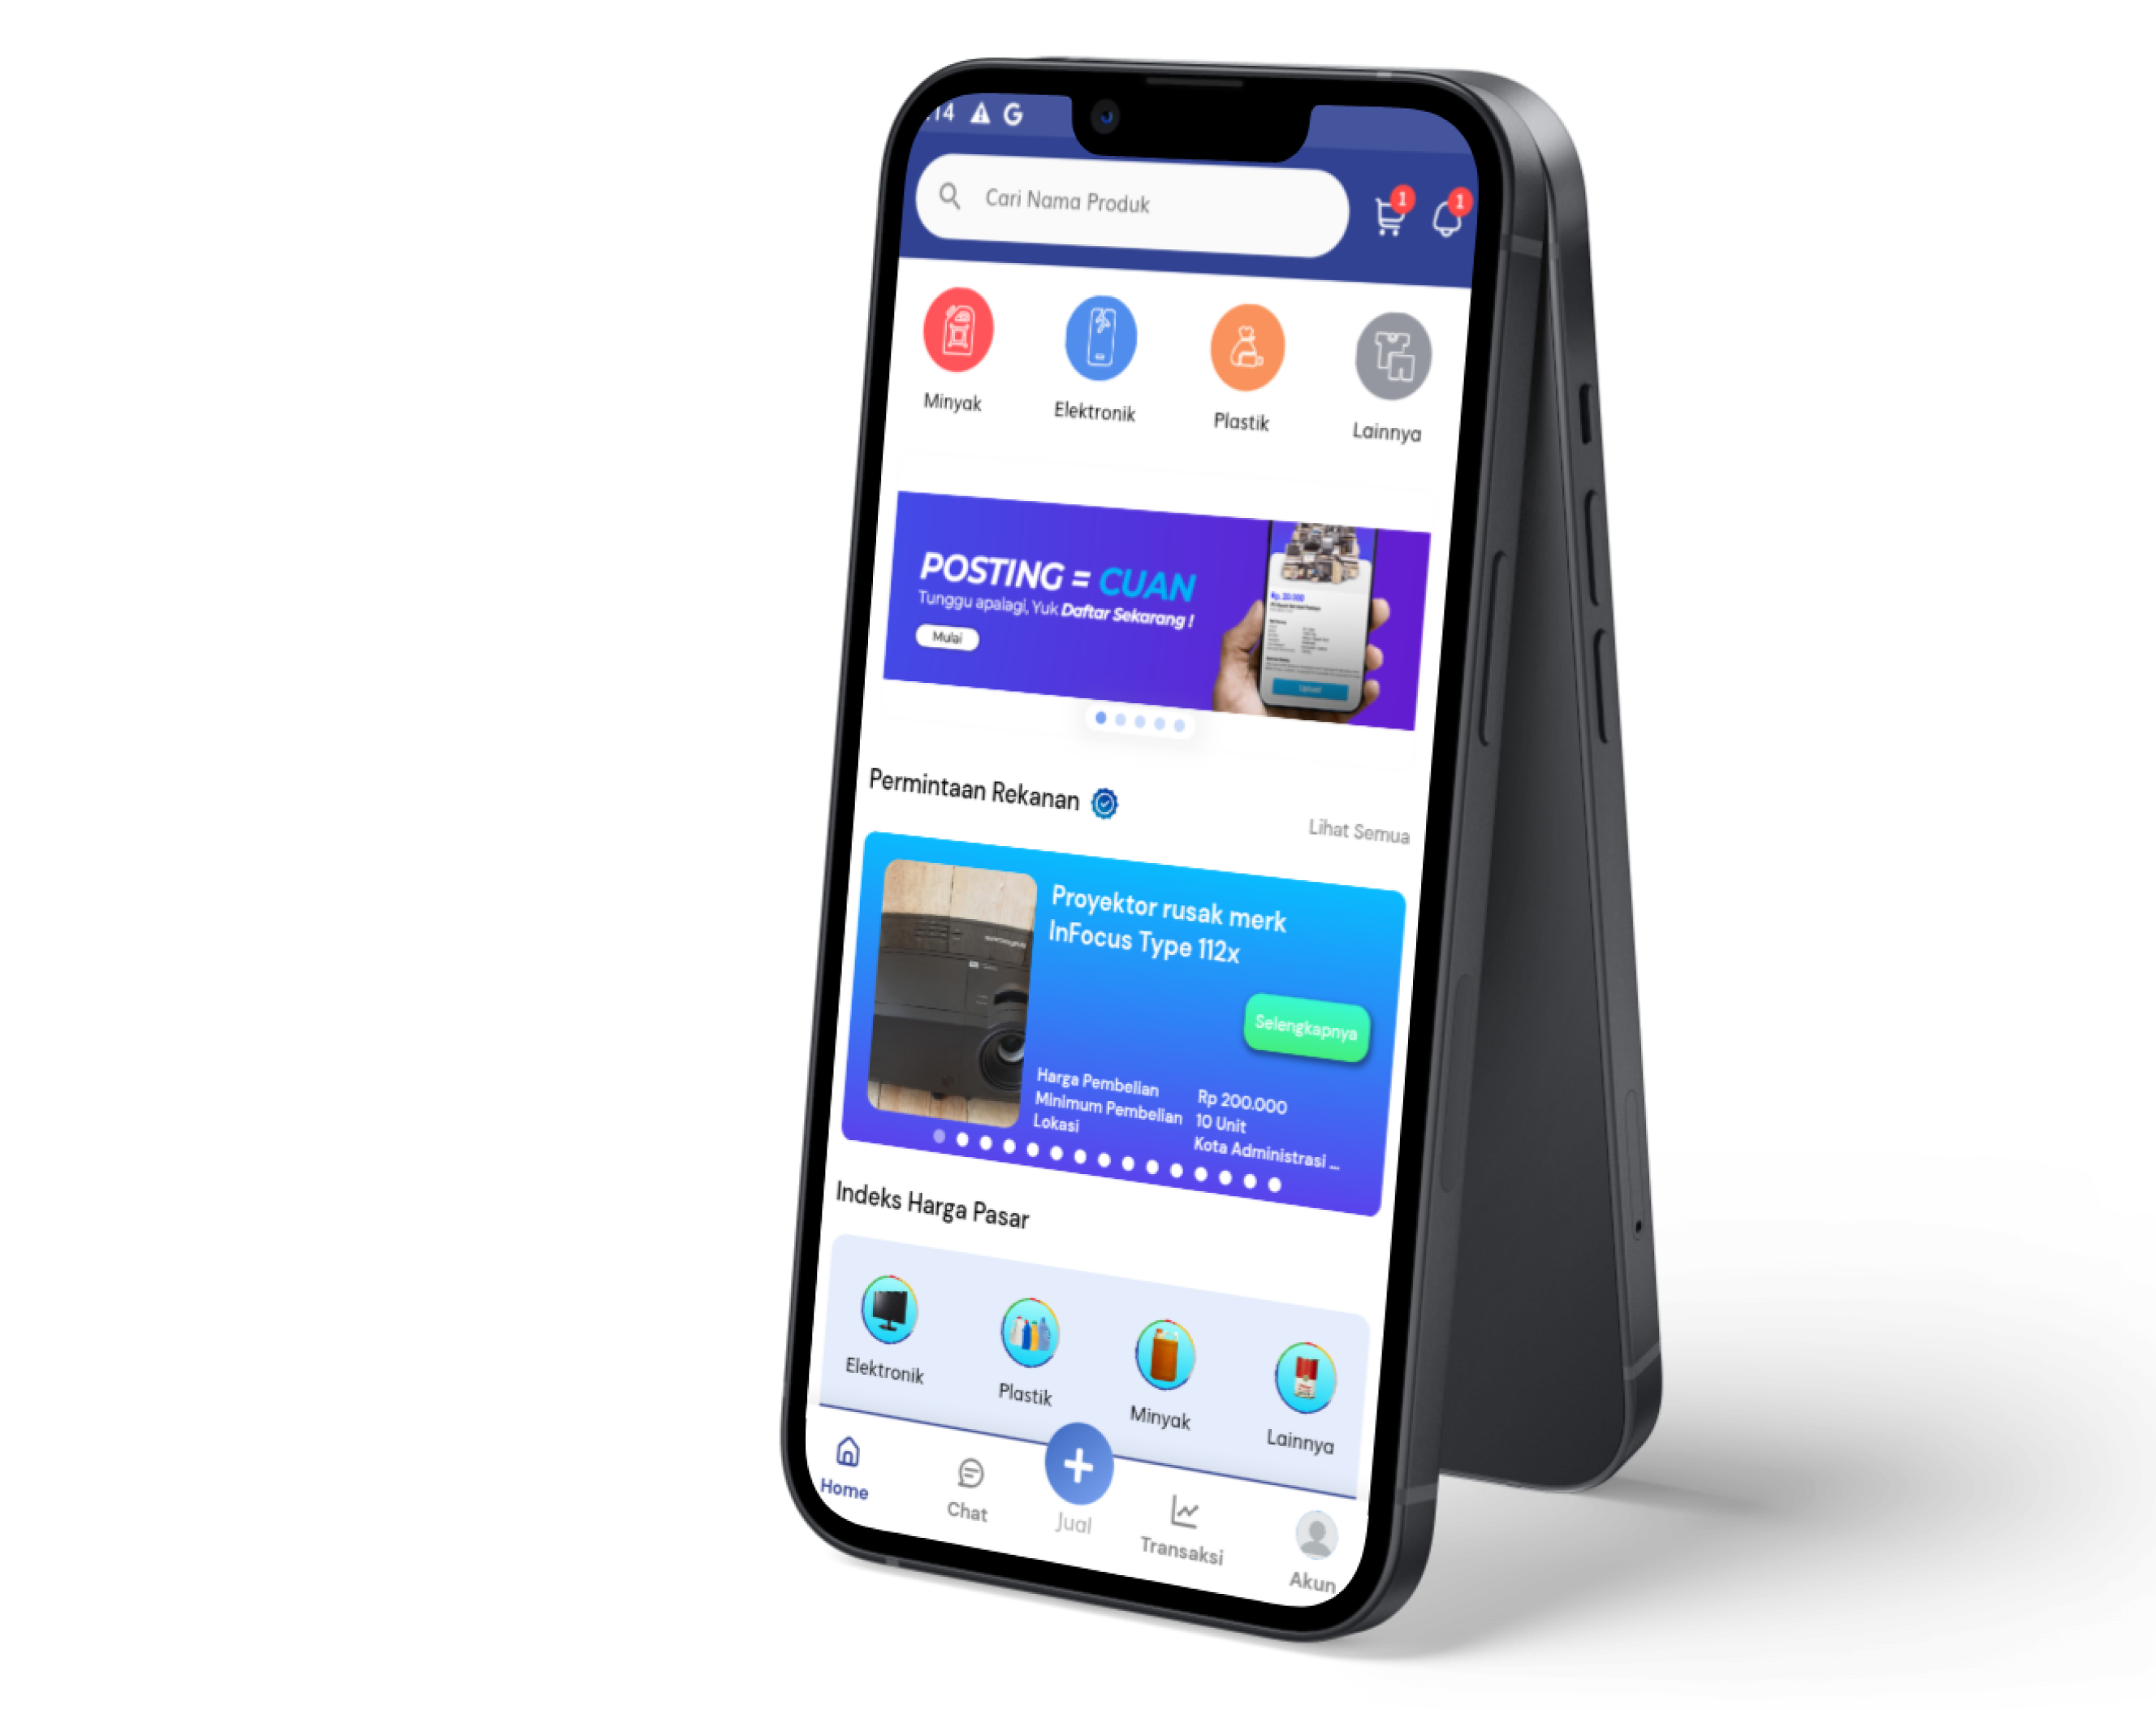 :14 G
Cari Nama Produk
1
1
Minyak
Elektronik
Plastik
Lainnya
POSTING = CUAN
Tunggu apalagi, Yuk Daftar Sekarang !
Mulai
Rp. 20.000
Upload
Permintaan Rekanan
Lihat Semua
Proyektor rusak merk
InFocus Type 112x
Selengkapnya
Harga Pembelian Rp 200.000
Minimum Pembelian 10 Unit
Lokasi Kota Administrasi ...
Indeks Harga Pasar
Elektronik
Plastik
Minyak
Lainnya
Home
Chat
Jual
Transaksi
Akun